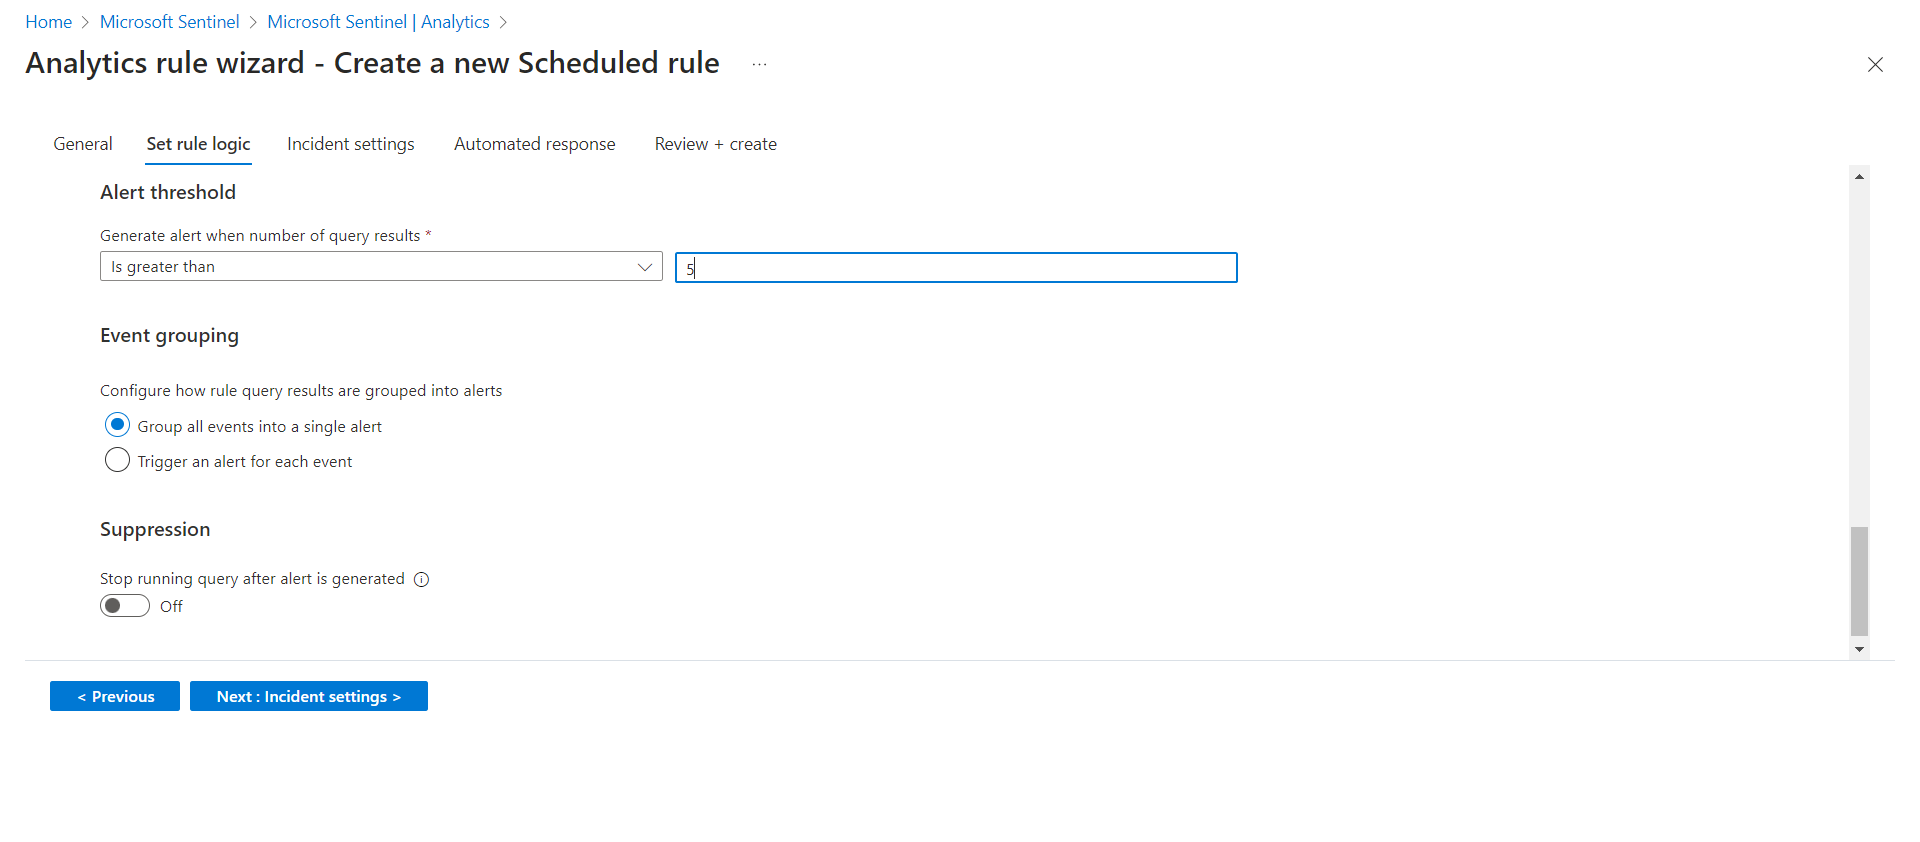 Home > Microsoft Sentinel > Microsoft Sentinel | Analytics >
Analytics rule wizard - Create a new Scheduled rule ...
General Set rule logic Incident settings Automated response Review + create
Alert threshold
Generate alert when number of query results *
Is greater than 5
Event grouping
Configure how rule query results are grouped into alerts
Group all events into a single alert
Trigger an alert for each event
Suppression
Stop running query after alert is generated
Off
< Previous Next : Incident settings >